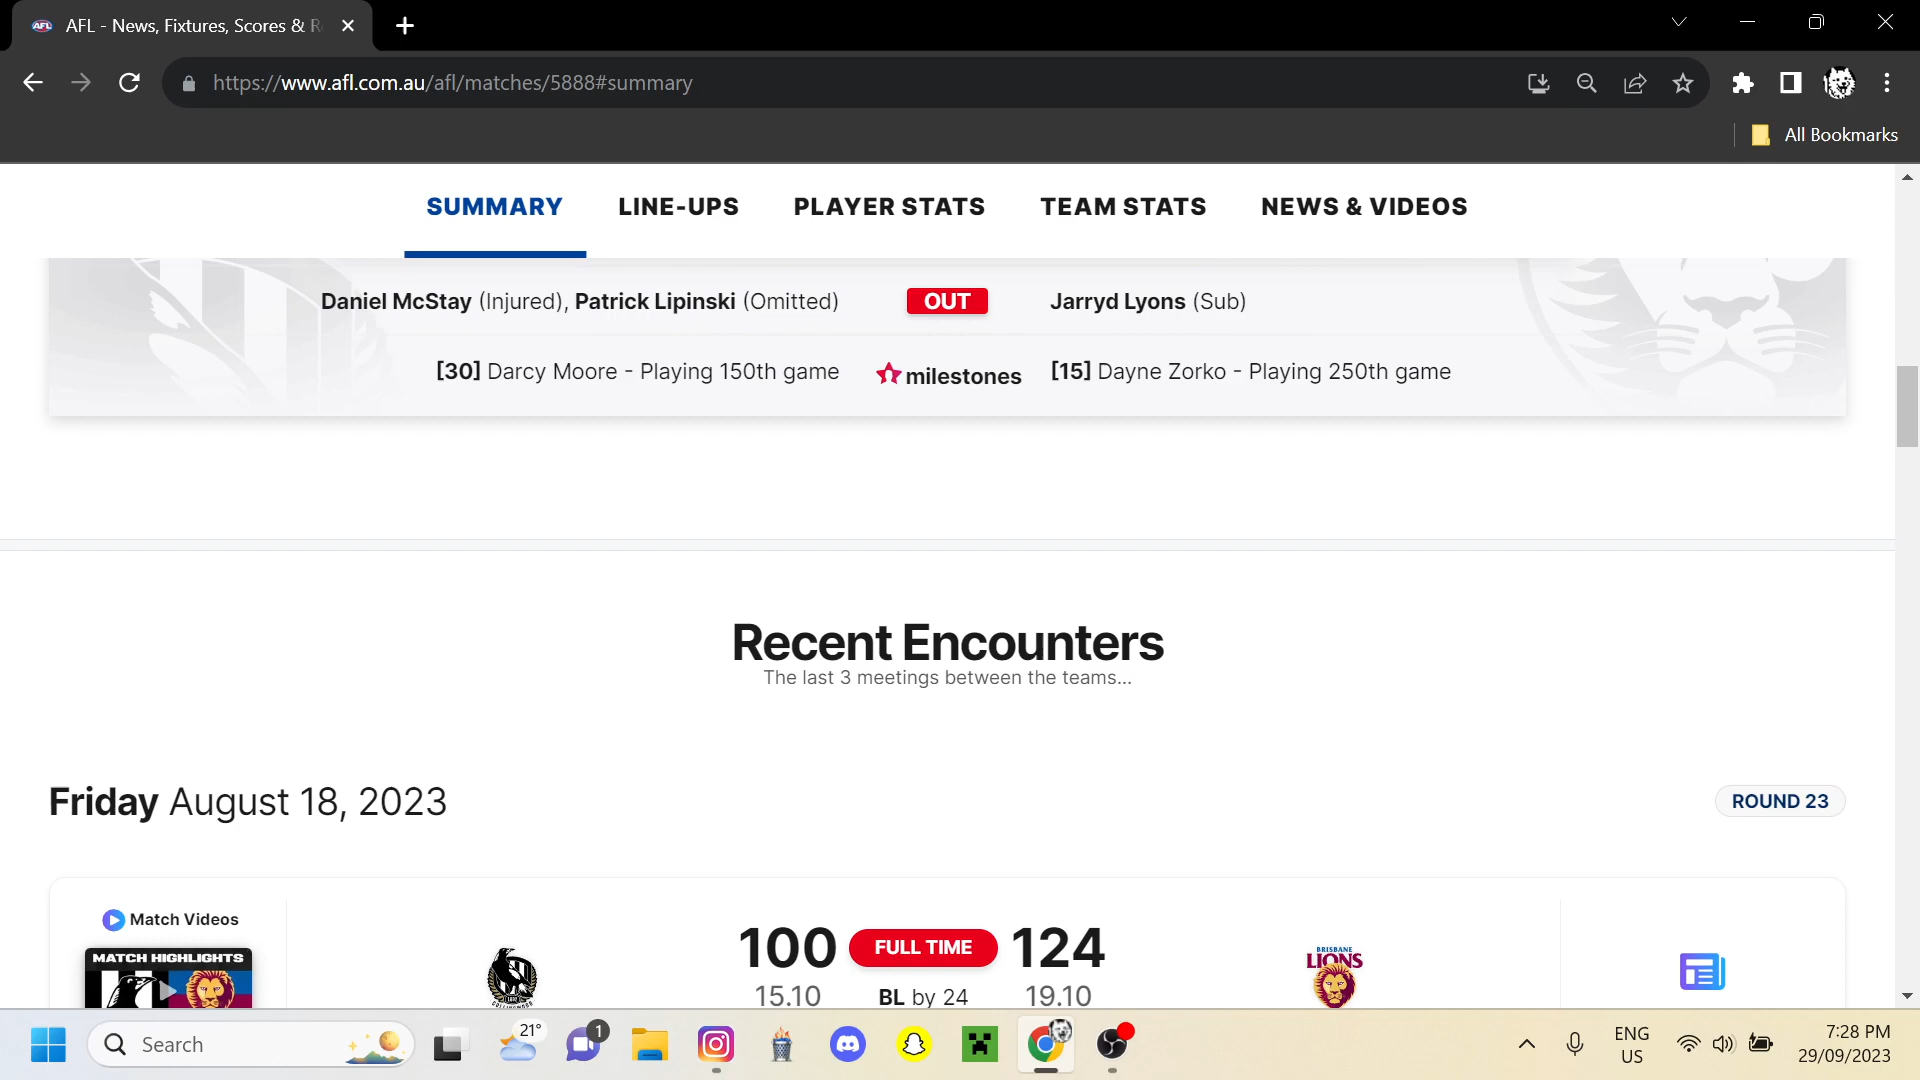 AFL - News, Fixtures, Scores & R
https://www.afl.com.au/afl/matches/5888#summary
All Bookmarks
SUMMARY LINE-UPS PLAYER STATS TEAM STATS NEWS & VIDEOS
Daniel McStay (Injured), Patrick Lipinski (Omitted) OUT Jarryd Lyons (Sub)
[30] Darcy Moore - Playing 150th game milestones [15] Dayne Zorko - Playing 250th game
Recent Encounters
The last 3 meetings between the teams...
Friday August 18, 2023 ROUND 23
Match Videos
MATCH HIGHLIGHTS
100 FULL TIME 124
15.10 BL by 24 19.10
BRISBANE
LIONS
Search
21°
1
ENG
US
7:28 PM
29/09/2023